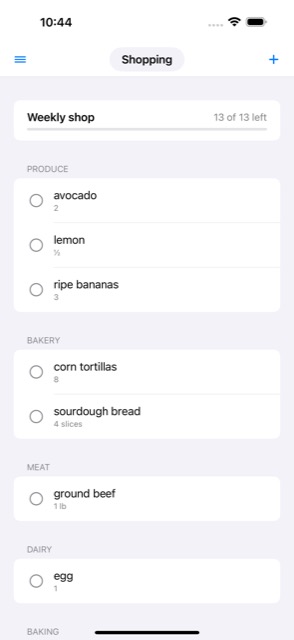 10:44
Shopping
Weekly shop
13 of 13 left
PRODUCE
avocado
2
lemon
½
ripe bananas
3
BAKERY
corn tortillas
8
sourdough bread
4 slices
MEAT
ground beef
1 lb
DAIRY
egg
1
BAKING